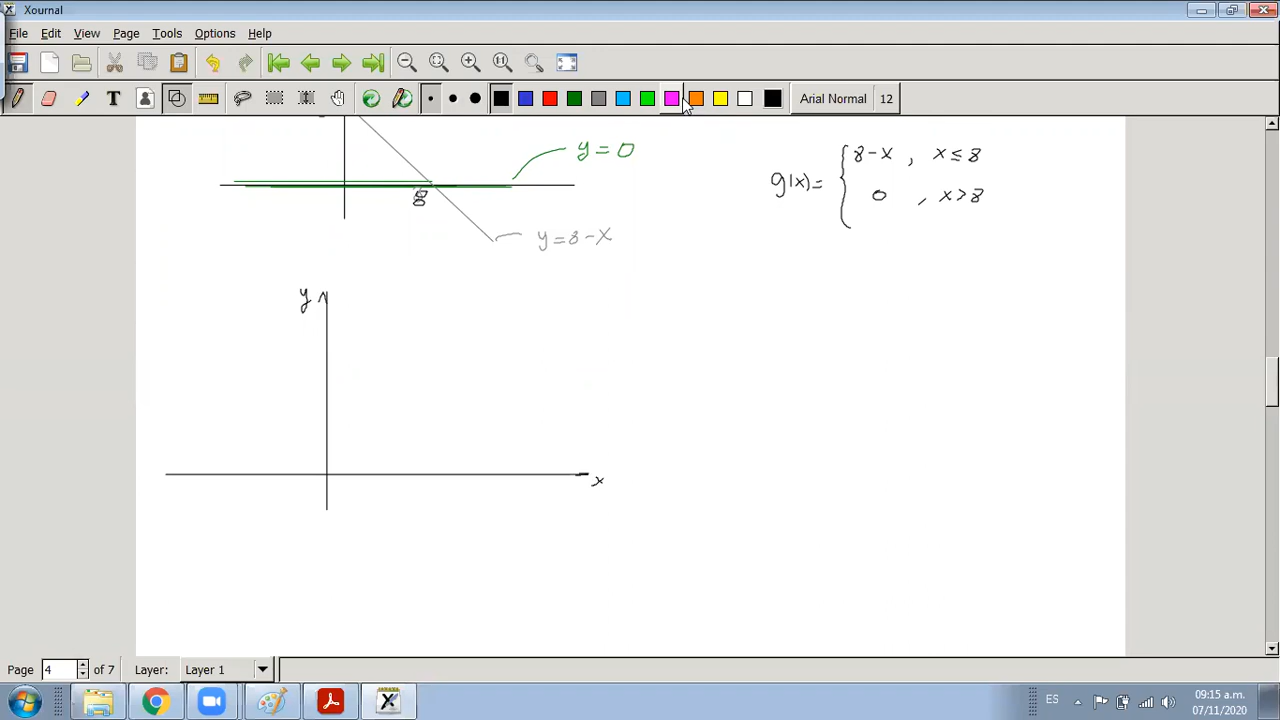 Xournal
File Edit View Page Tools Options Help
Arial Normal 12
y = 0
8
y = 8 - x
g(x) = { 8 - x , x ≤ 8
0 , x > 8
y
x
Page 4 of 7 Layer: Layer 1
ES 09:15 a.m.
07/11/2020